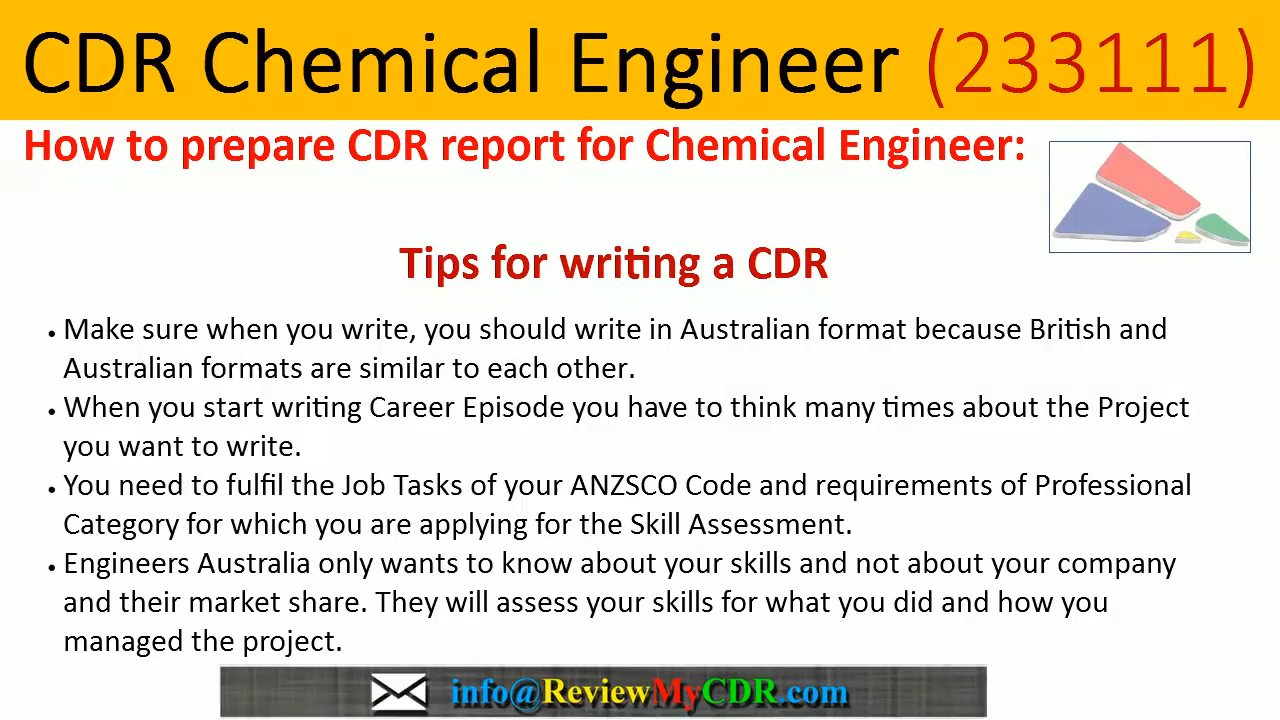 CDR Chemical Engineer (233111)
How to prepare CDR report for Chemical Engineer:
Tips for writing a CDR
• Make sure when you write, you should write in Australian format because British and
Australian formats are similar to each other.
• When you start writing Career Episode you have to think many times about the Project
you want to write.
• You need to fulfil the Job Tasks of your ANZSCO Code and requirements of Professional
Category for which you are applying for the Skill Assessment.
• Engineers Australia only wants to know about your skills and not about your company
and their market share. They will assess your skills for what you did and how you
managed the project.
info@ReviewMyCDR.com